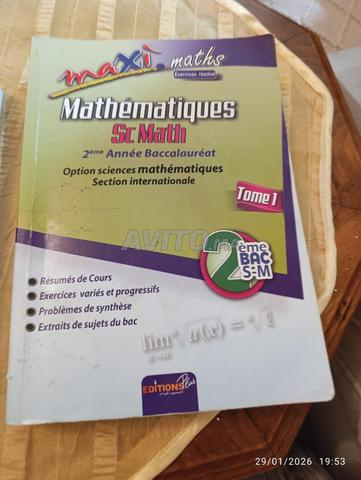 maxi. maths
Exercices résolus
Mathématiques
Sc Math
2ème Année Baccalauréat
Option sciences mathématiques
Section internationale
Tome 1
AVITO
2ème
BAC
S-M
• Résumés de Cours
• Exercices variés et progressifs
• Problèmes de synthèse
• Extraits de sujets du bac
EDITIONS Plus
29/01/2026 19:53